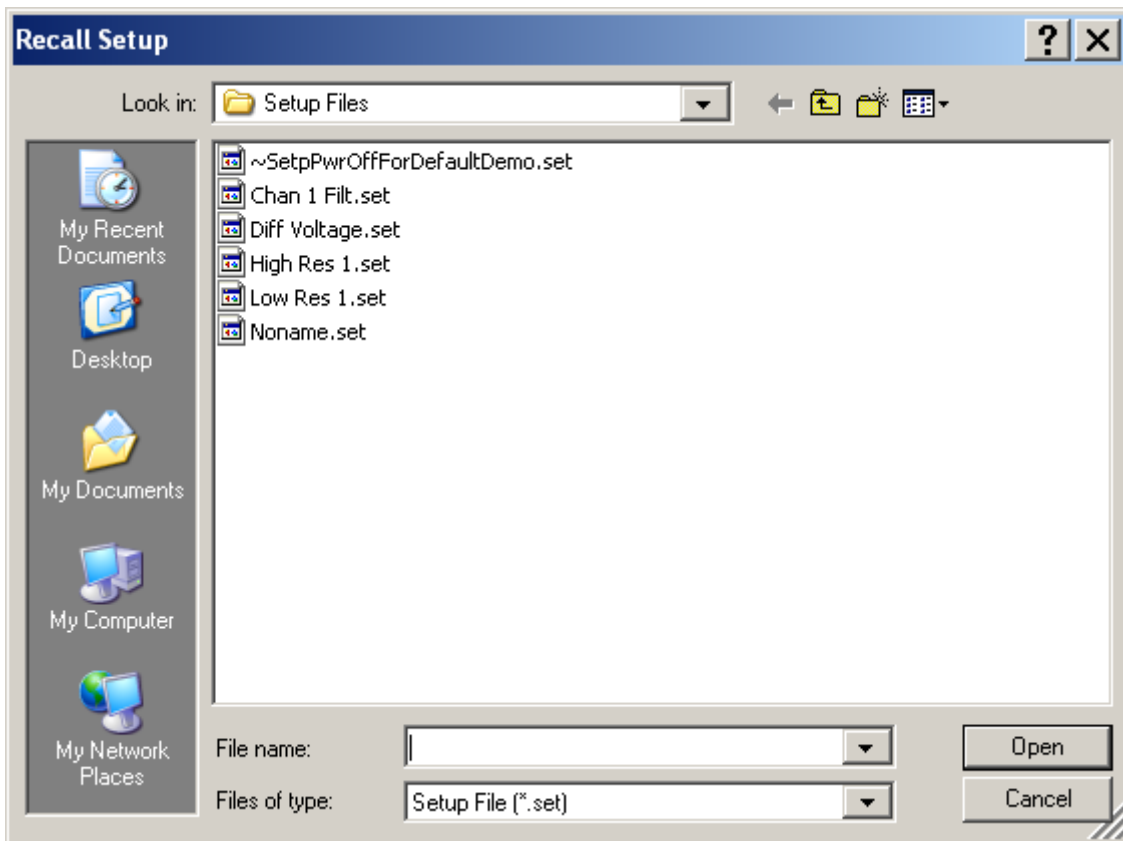 Recall Setup
Look in: Setup Files
~SetpPwrOffForDefaultDemo.set
Chan 1 Filt.set
Diff Voltage.set
High Res 1.set
Low Res 1.set
Noname.set
My Recent
Documents
Desktop
My Documents
My Computer
My Network
Places
File name:
Open
Files of type: Setup File (*.set)
Cancel